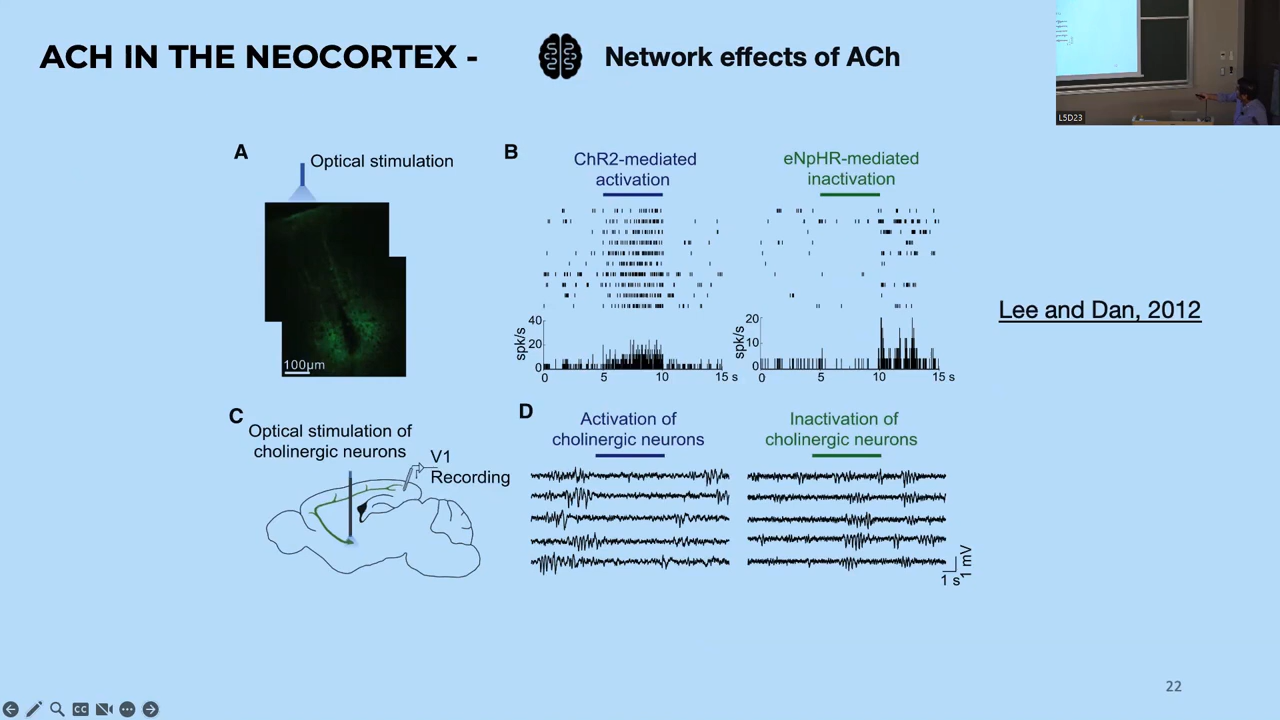 ACH IN THE NEOCORTEX -
Network effects of ACh
L5D23
A
Optical stimulation
100µm
B
ChR2-mediated
activation
eNpHR-mediated
inactivation
spk/s
40
20
0
0
5
10
15 s
spk/s
20
10
0
0
5
10
15 s
Lee and Dan, 2012
C
Optical stimulation of
cholinergic neurons
V1
Recording
D
Activation of
cholinergic neurons
Inactivation of
cholinergic neurons
1 s
1 mV
22
CC